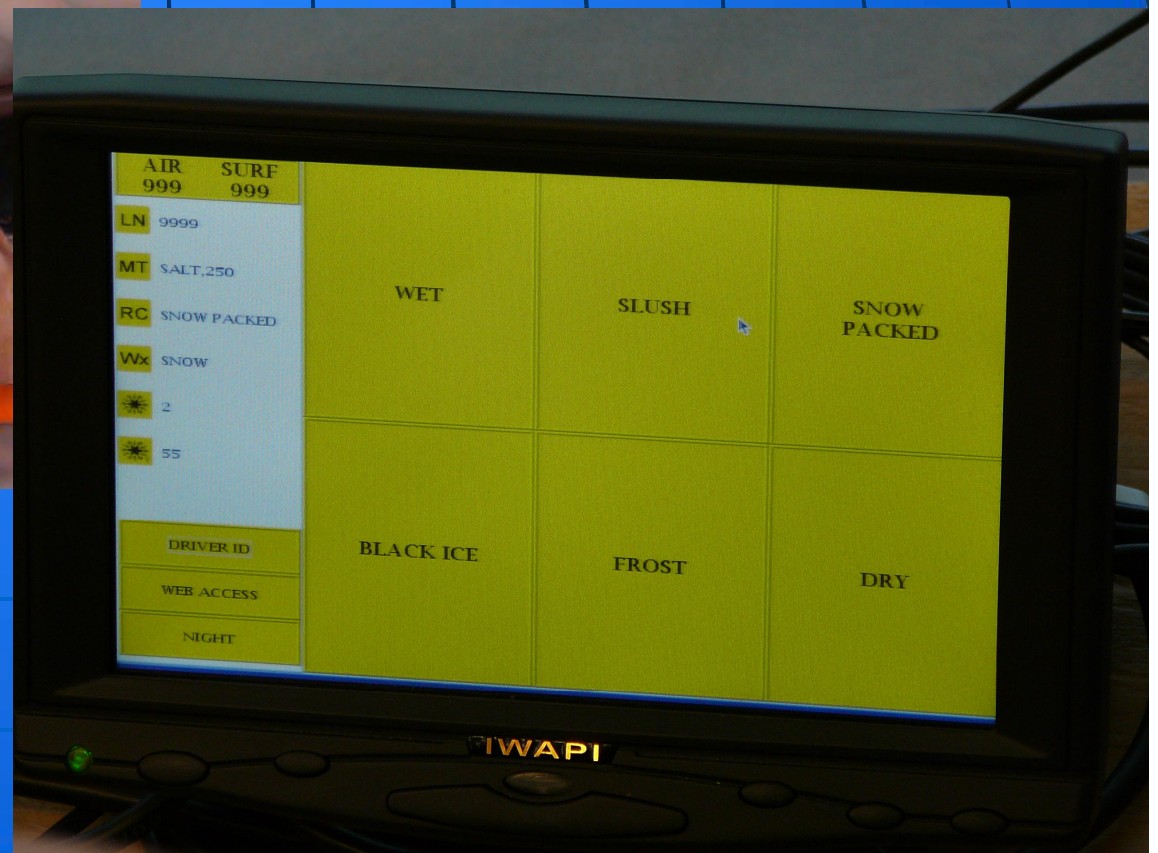 AIR SURF
999 999
LN 9999
MT SALT,250
RC SNOW PACKED
Wx SNOW
2
55
DRIVER ID
WEB ACCESS
NIGHT
WET
SLUSH
SNOW
PACKED
BLACK ICE
FROST
DRY
IWAPI